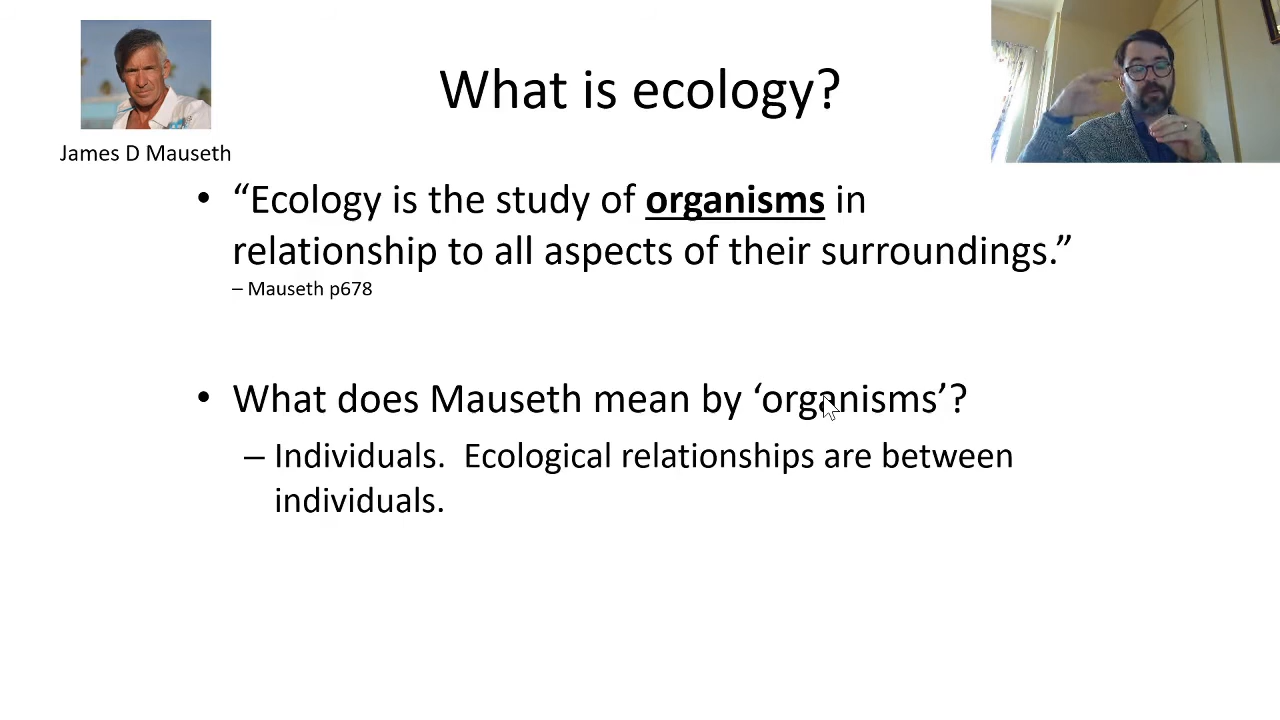 What is ecology?
James D Mauseth
• “Ecology is the study of organisms in
relationship to all aspects of their surroundings.”
– Mauseth p678
• What does Mauseth mean by ‘organisms’?
– Individuals.  Ecological relationships are between
individuals.